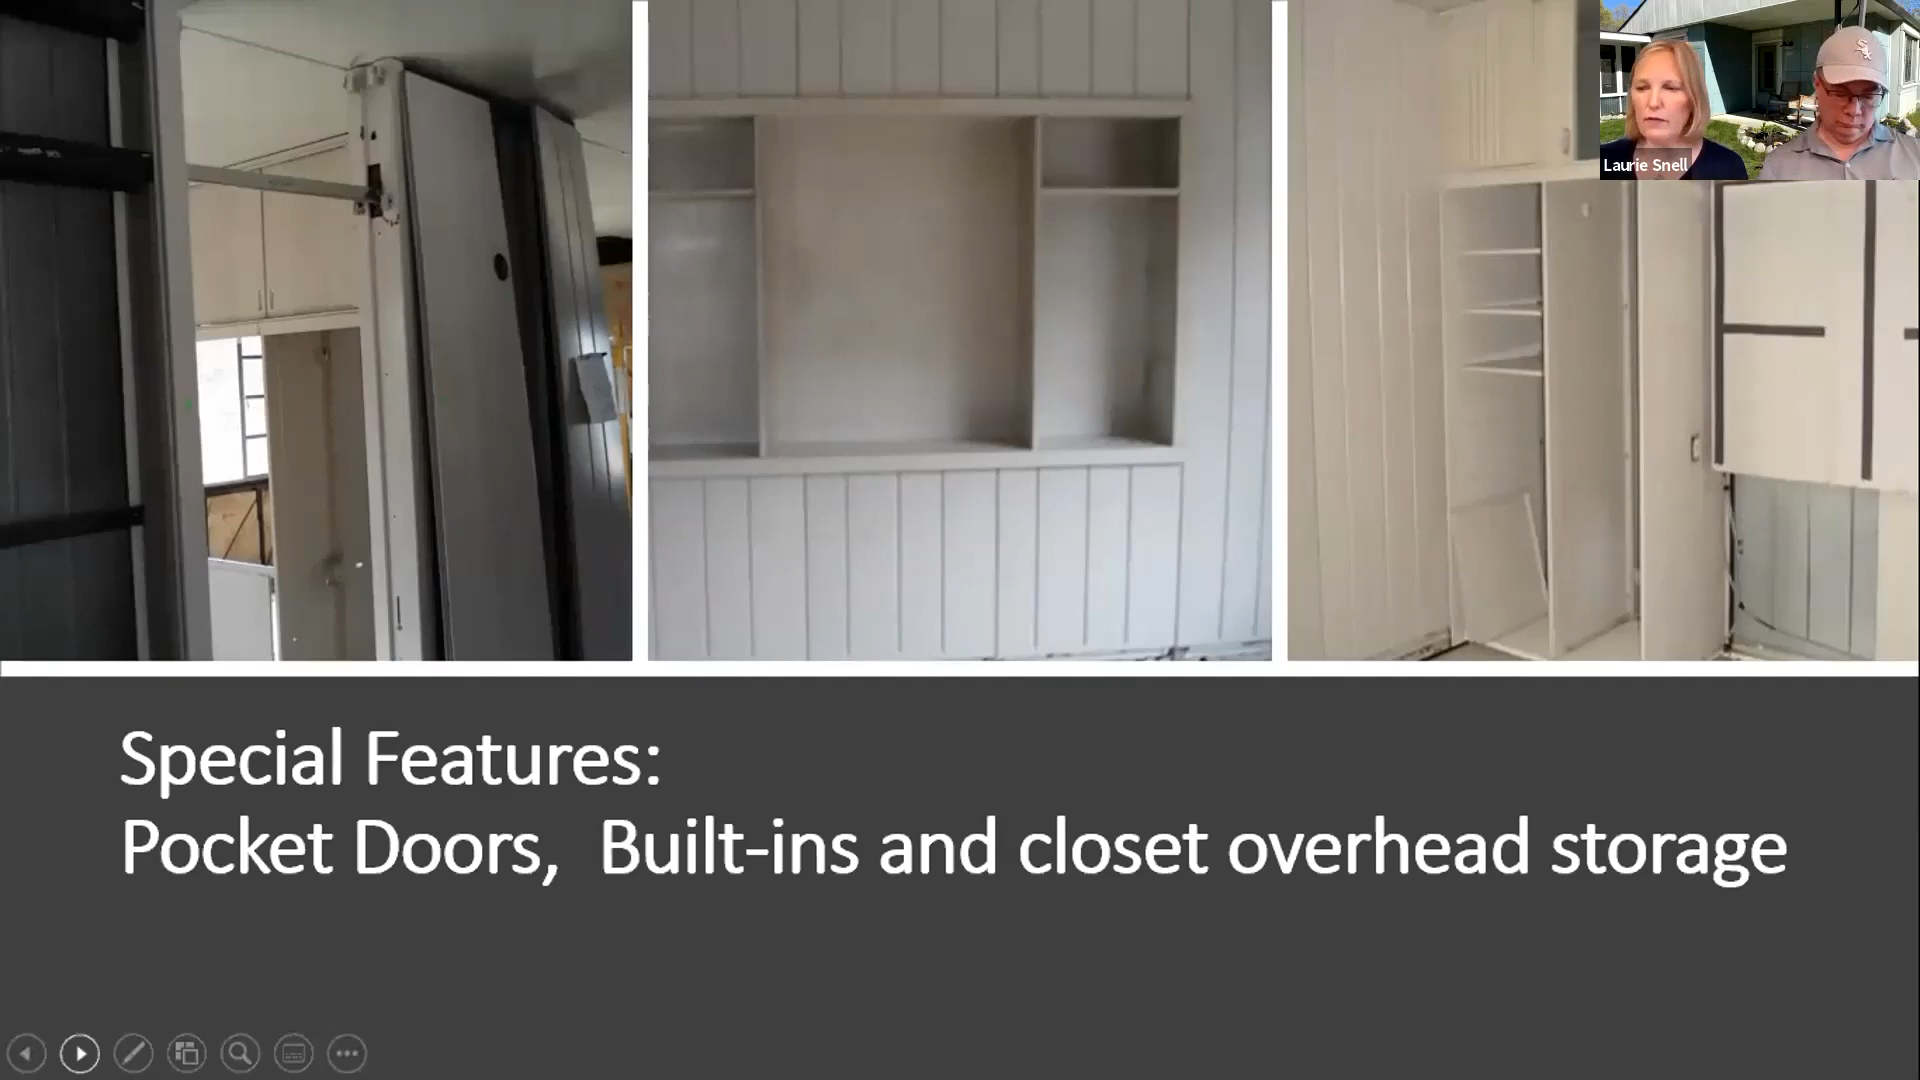 Laurie Snell
Special Features:
Pocket Doors,  Built-ins and closet overhead storage